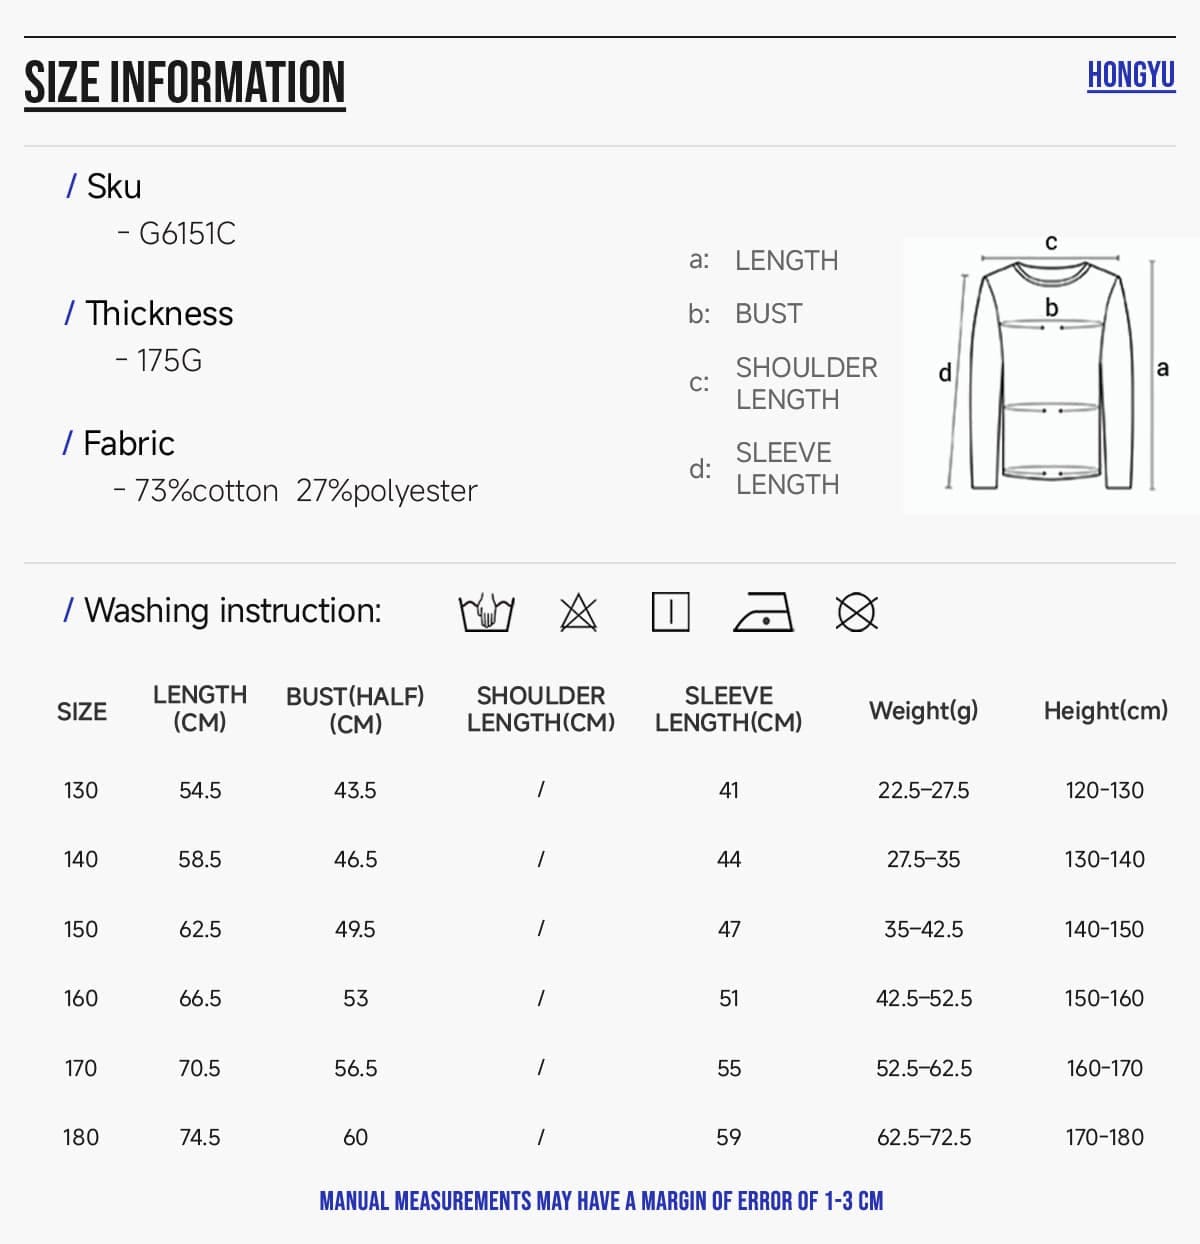 SIZE INFORMATION
HONGYU
/ Sku
- G6151C
/ Thickness
- 175G
/ Fabric
- 73%cotton 27%polyester
a: LENGTH
b: BUST
c: SHOULDER
LENGTH
d: SLEEVE
LENGTH
c
b
d
a
/ Washing instruction:
SIZE LENGTH (CM) BUST(HALF) (CM) SHOULDER LENGTH(CM) SLEEVE LENGTH(CM) Weight(g) Height(cm)
130 54.5 43.5 / 41 22.5–27.5 120-130
140 58.5 46.5 / 44 27.5–35 130-140
150 62.5 49.5 / 47 35–42.5 140-150
160 66.5 53 / 51 42.5–52.5 150-160
170 70.5 56.5 / 55 52.5–62.5 160-170
180 74.5 60 / 59 62.5–72.5 170-180
MANUAL MEASUREMENTS MAY HAVE A MARGIN OF ERROR OF 1-3 CM